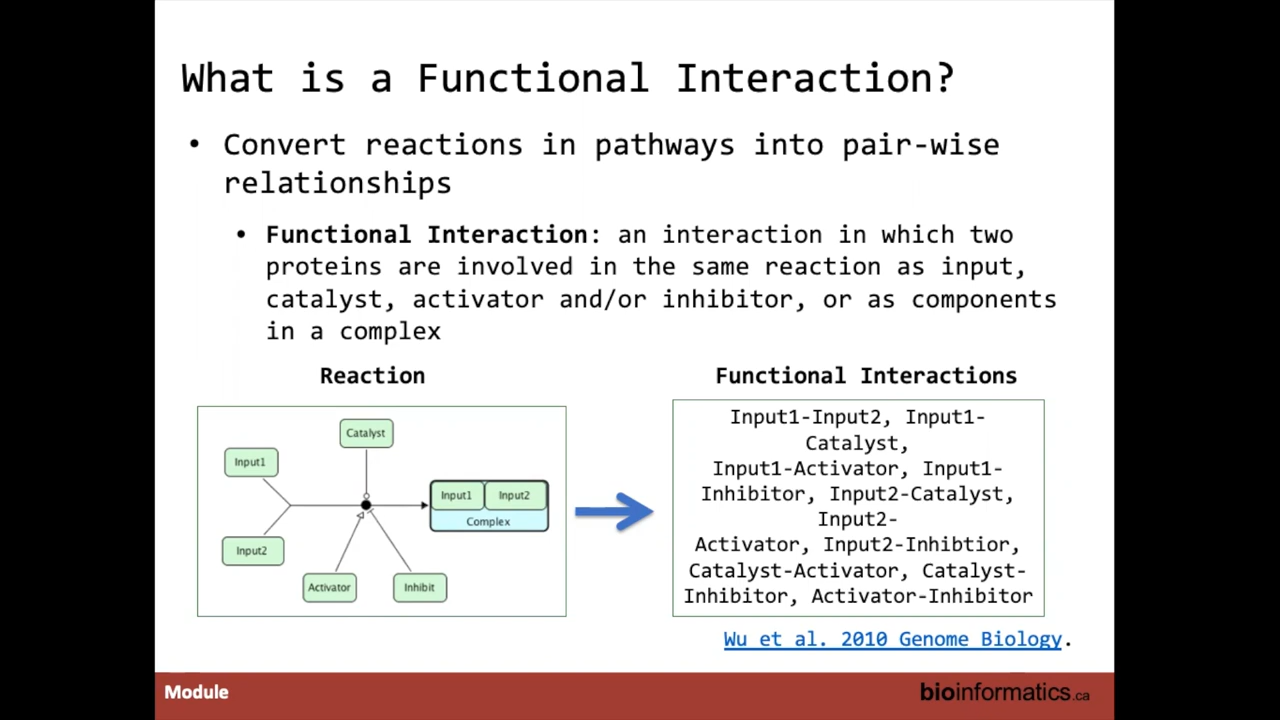 What is a Functional Interaction?
• Convert reactions in pathways into pair-wise
relationships
• Functional Interaction: an interaction in which two
proteins are involved in the same reaction as input,
catalyst, activator and/or inhibitor, or as components
in a complex
Reaction
Catalyst
Input1
Input1 Input2
Complex
Input2
Activator
Inhibit
Functional Interactions
Input1-Input2, Input1-
Catalyst,
Input1-Activator, Input1-
Inhibitor, Input2-Catalyst,
Input2-
Activator, Input2-Inhibtior,
Catalyst-Activator, Catalyst-
Inhibitor, Activator-Inhibitor
Wu et al. 2010 Genome Biology.
Module
bioinformatics.ca